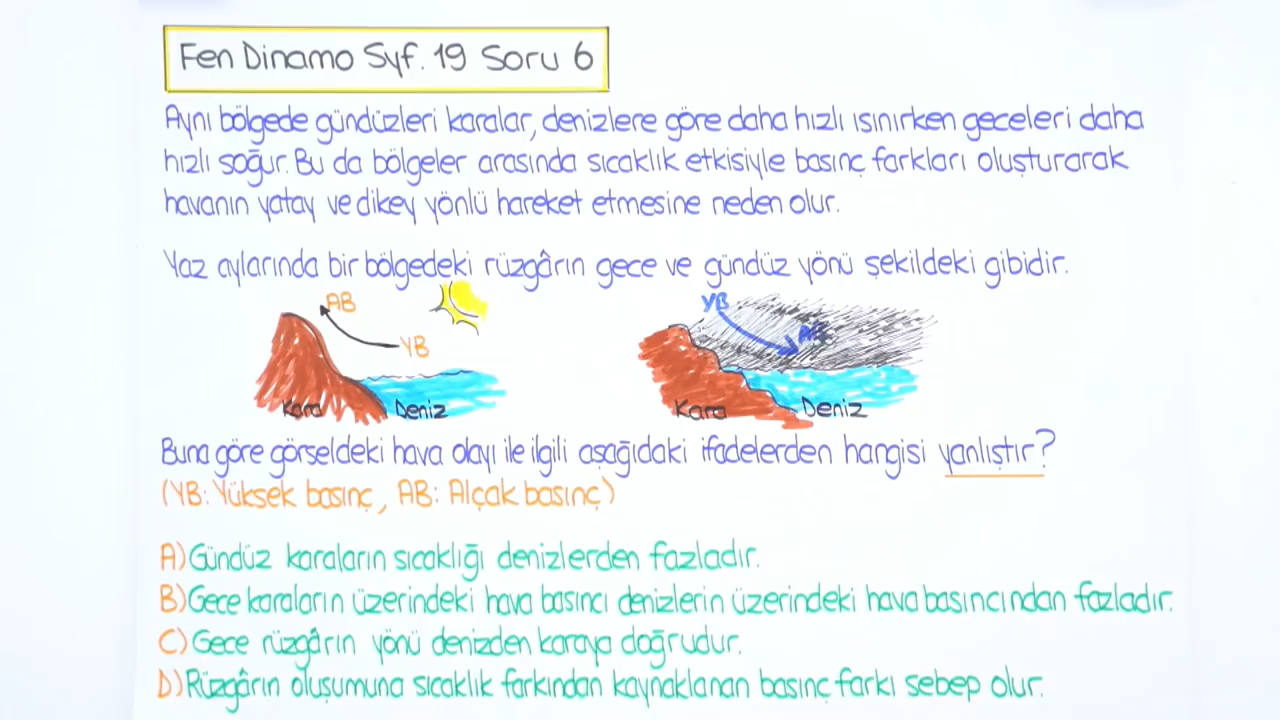 Fen Dinamo Syf. 19 Soru 6
Aynı bölgede gündüzleri karalar, denizlere göre daha hızlı ısınırken geceleri daha
hızlı soğur. Bu da bölgeler arasında sıcaklık etkisiyle basınç farkları oluşturarak
havanın yatay ve dikey yönlü hareket etmesine neden olur.
Yaz aylarında bir bölgedeki rüzgârın gece ve gündüz yönü şekildeki gibidir.
AB
YB
Kara
Deniz
YB
AB
Kara
Deniz
Buna göre görseldeki hava olayı ile ilgili aşağıdaki ifadelerden hangisi yanlıştır?
(YB: Yüksek basınç, AB: Alçak basınç)
A) Gündüz karaların sıcaklığı denizlerden fazladır.
B) Gece karaların üzerindeki hava basıncı denizlerin üzerindeki hava basıncından fazladır.
C) Gece rüzgârın yönü denizden karaya doğrudur.
D) Rüzgârın oluşumuna sıcaklık farkından kaynaklanan basınç farkı sebep olur.